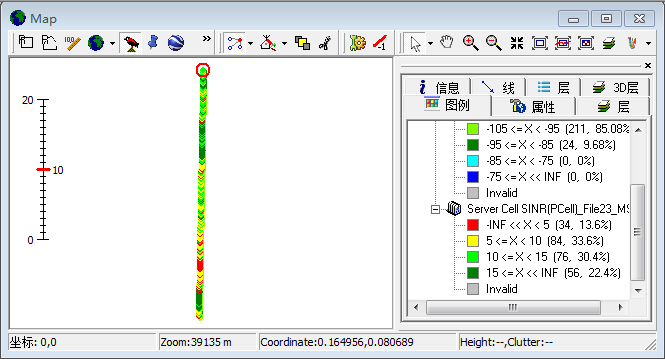 Map
10,0
-1
20
10
0
信息
线
层
3D层
图例
属性
层
-105 <= X < -95 (211, 85.08%
-95 <= X < -85 (24, 9.68%)
-85 <= X < -75 (0, 0%)
-75 <= X << INF (0, 0%)
Invalid
Server Cell SINR(PCell)_File23_MS
-INF << X < 5 (34, 13.6%)
5 <= X < 10 (84, 33.6%)
10 <= X < 15 (76, 30.4%)
15 <= X << INF (56, 22.4%)
Invalid
坐标: 0,0
Zoom:39135 m
Coordinate:0.164956,0.080689
Height:--,Clutter:--